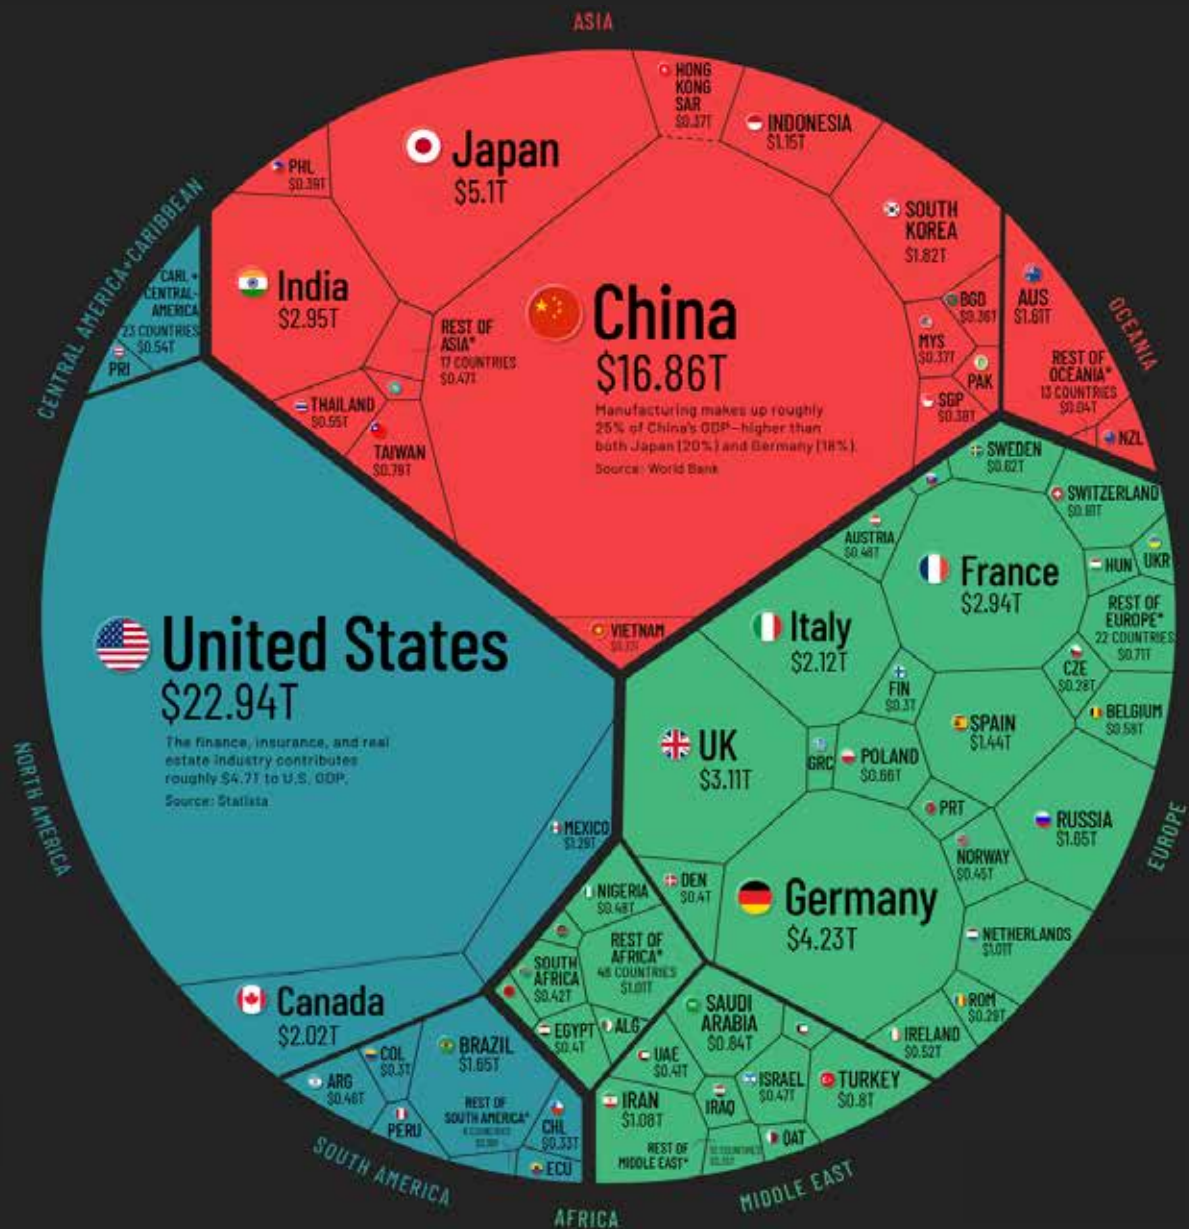 ASIA
HONG
KONG
SAR
$0.37T
INDONESIA
$1.15T
Japan
$5.1T
PHL
$0.39T
SOUTH
KOREA
$1.82T
India
$2.95T
China
$16.86T
Manufacturing makes up roughly
25% of China's GDP—higher than
both Japan (20%) and Germany (18%).
Source: World Bank
REST OF
ASIA*
17 COUNTRIES
$0.47T
BGD
$0.36T
MYS
$0.37T
PAK
SGP
$0.38T
THAILAND
$0.55T
TAIWAN
$0.79T
VIETNAM
OCEANIA
AUS
$1.61T
REST OF
OCEANIA*
13 COUNTRIES
$0.04T
NZL
CENTRAL AMERICA+CARIBBEAN
CARI. +
CENTRAL-
AMERICA
23 COUNTRIES
$0.54T
PRI
NORTH AMERICA
United States
$22.94T
The finance, insurance, and real
estate industry contributes
roughly $4.7T to U.S. GDP.
Source: Statista
MEXICO
$1.29T
Canada
$2.02T
EUROPE
SWEDEN
$0.62T
SWITZERLAND
$0.81T
AUSTRIA
$0.48T
France
$2.94T
HUN
UKR
REST OF
EUROPE*
22 COUNTRIES
$0.71T
Italy
$2.12T
FIN
$0.3T
CZE
$0.28T
BELGIUM
$0.58T
SPAIN
$1.44T
UK
$3.11T
GRC
POLAND
$0.66T
PRT
RUSSIA
$1.65T
NORWAY
$0.45T
DEN
$0.4T
Germany
$4.23T
NETHERLANDS
$1.01T
ROM
$0.29T
IRELAND
$0.52T
NIGERIA
$0.48T
REST OF
AFRICA*
48 COUNTRIES
$1.01T
SOUTH
AFRICA
$0.42T
EGYPT
$0.4T
ALG
AFRICA
SAUDI
ARABIA
$0.84T
UAE
$0.41T
ISRAEL
$0.47T
TURKEY
$0.8T
IRAN
$1.08T
IRAQ
QAT
REST OF
MIDDLE EAST*
MIDDLE EAST
COL
$0.3T
BRAZIL
$1.65T
ARG
$0.46T
PERU
REST OF
SOUTH AMERICA*
CHL
$0.33T
ECU
SOUTH AMERICA